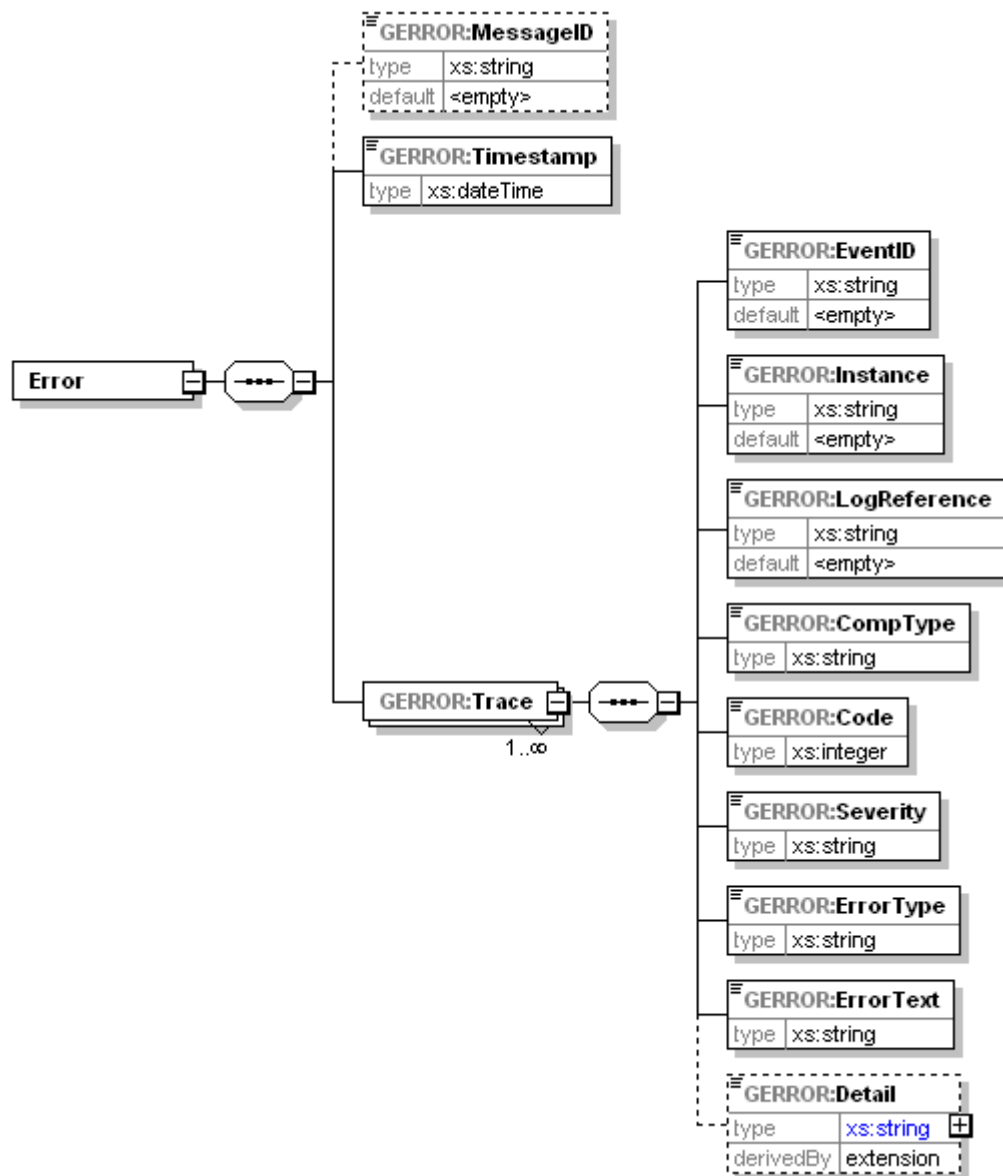 GERROR:MessageID
type xs:string
default <empty>
GERROR:Timestamp
type xs:dateTime
Error
GERROR:Trace
1..∞
GERROR:EventID
type xs:string
default <empty>
GERROR:Instance
type xs:string
default <empty>
GERROR:LogReference
type xs:string
default <empty>
GERROR:CompType
type xs:string
GERROR:Code
type xs:integer
GERROR:Severity
type xs:string
GERROR:ErrorType
type xs:string
GERROR:ErrorText
type xs:string
GERROR:Detail
type xs:string
derivedBy extension